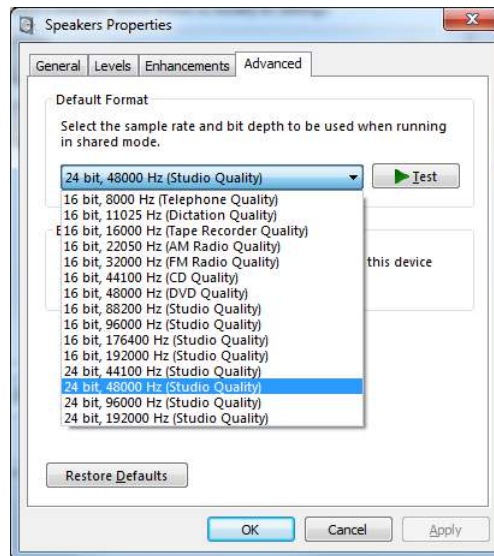 Speakers Properties
General Levels Enhancements Advanced
Default Format
Select the sample rate and bit depth to be used when running
in shared mode.
24 bit, 48000 Hz (Studio Quality)
Test
16 bit, 8000 Hz (Telephone Quality)
16 bit, 11025 Hz (Dictation Quality)
16 bit, 16000 Hz (Tape Recorder Quality)
16 bit, 22050 Hz (AM Radio Quality)
16 bit, 32000 Hz (FM Radio Quality)
this device
16 bit, 44100 Hz (CD Quality)
16 bit, 48000 Hz (DVD Quality)
16 bit, 88200 Hz (Studio Quality)
16 bit, 96000 Hz (Studio Quality)
16 bit, 176400 Hz (Studio Quality)
16 bit, 192000 Hz (Studio Quality)
24 bit, 44100 Hz (Studio Quality)
24 bit, 48000 Hz (Studio Quality)
24 bit, 96000 Hz (Studio Quality)
24 bit, 192000 Hz (Studio Quality)
Restore Defaults
OK Cancel Apply